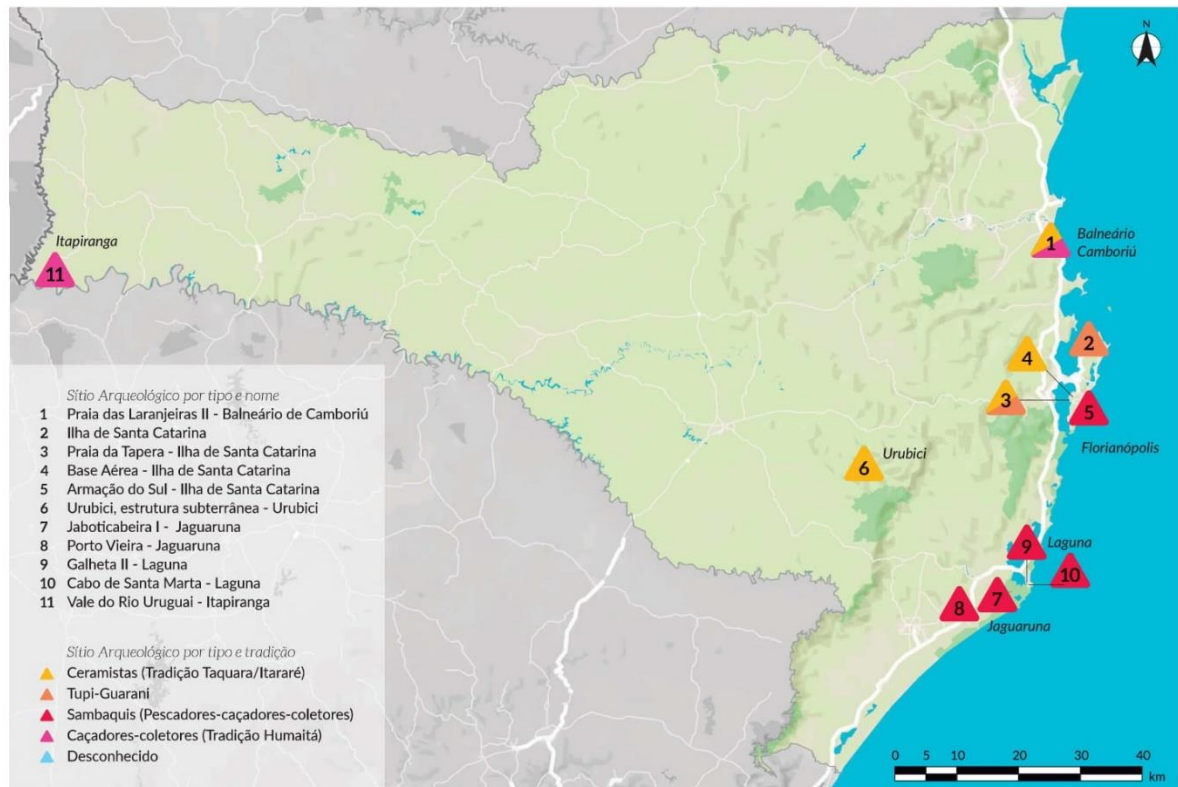 N
Itapiranga
11
1
Balneário
Camboriú
2
4
3
5
Florianópolis
6
Urubici
9
Laguna
10
8
7
Jaguaruna
Sítio Arqueológico por tipo e nome
1 Praia das Laranjeiras II - Balneário de Camboriú
2 Ilha de Santa Catarina
3 Praia da Tapera - Ilha de Santa Catarina
4 Base Aérea - Ilha de Santa Catarina
5 Armação do Sul - Ilha de Santa Catarina
6 Urubici, estrutura subterrânea - Urubici
7 Jaboticabeira I - Jaguaruna
8 Porto Vieira - Jaguaruna
9 Galheta II - Laguna
10 Cabo de Santa Marta - Laguna
11 Vale do Rio Uruguai - Itapiranga
Sítio Arqueológico por tipo e tradição
Ceramistas (Tradição Taquara/Itararé)
Tupi-Guarani
Sambaquis (Pescadores-caçadores-coletores)
Caçadores-coletores (Tradição Humaitá)
Desconhecido
0 5 10 20 30 40
km